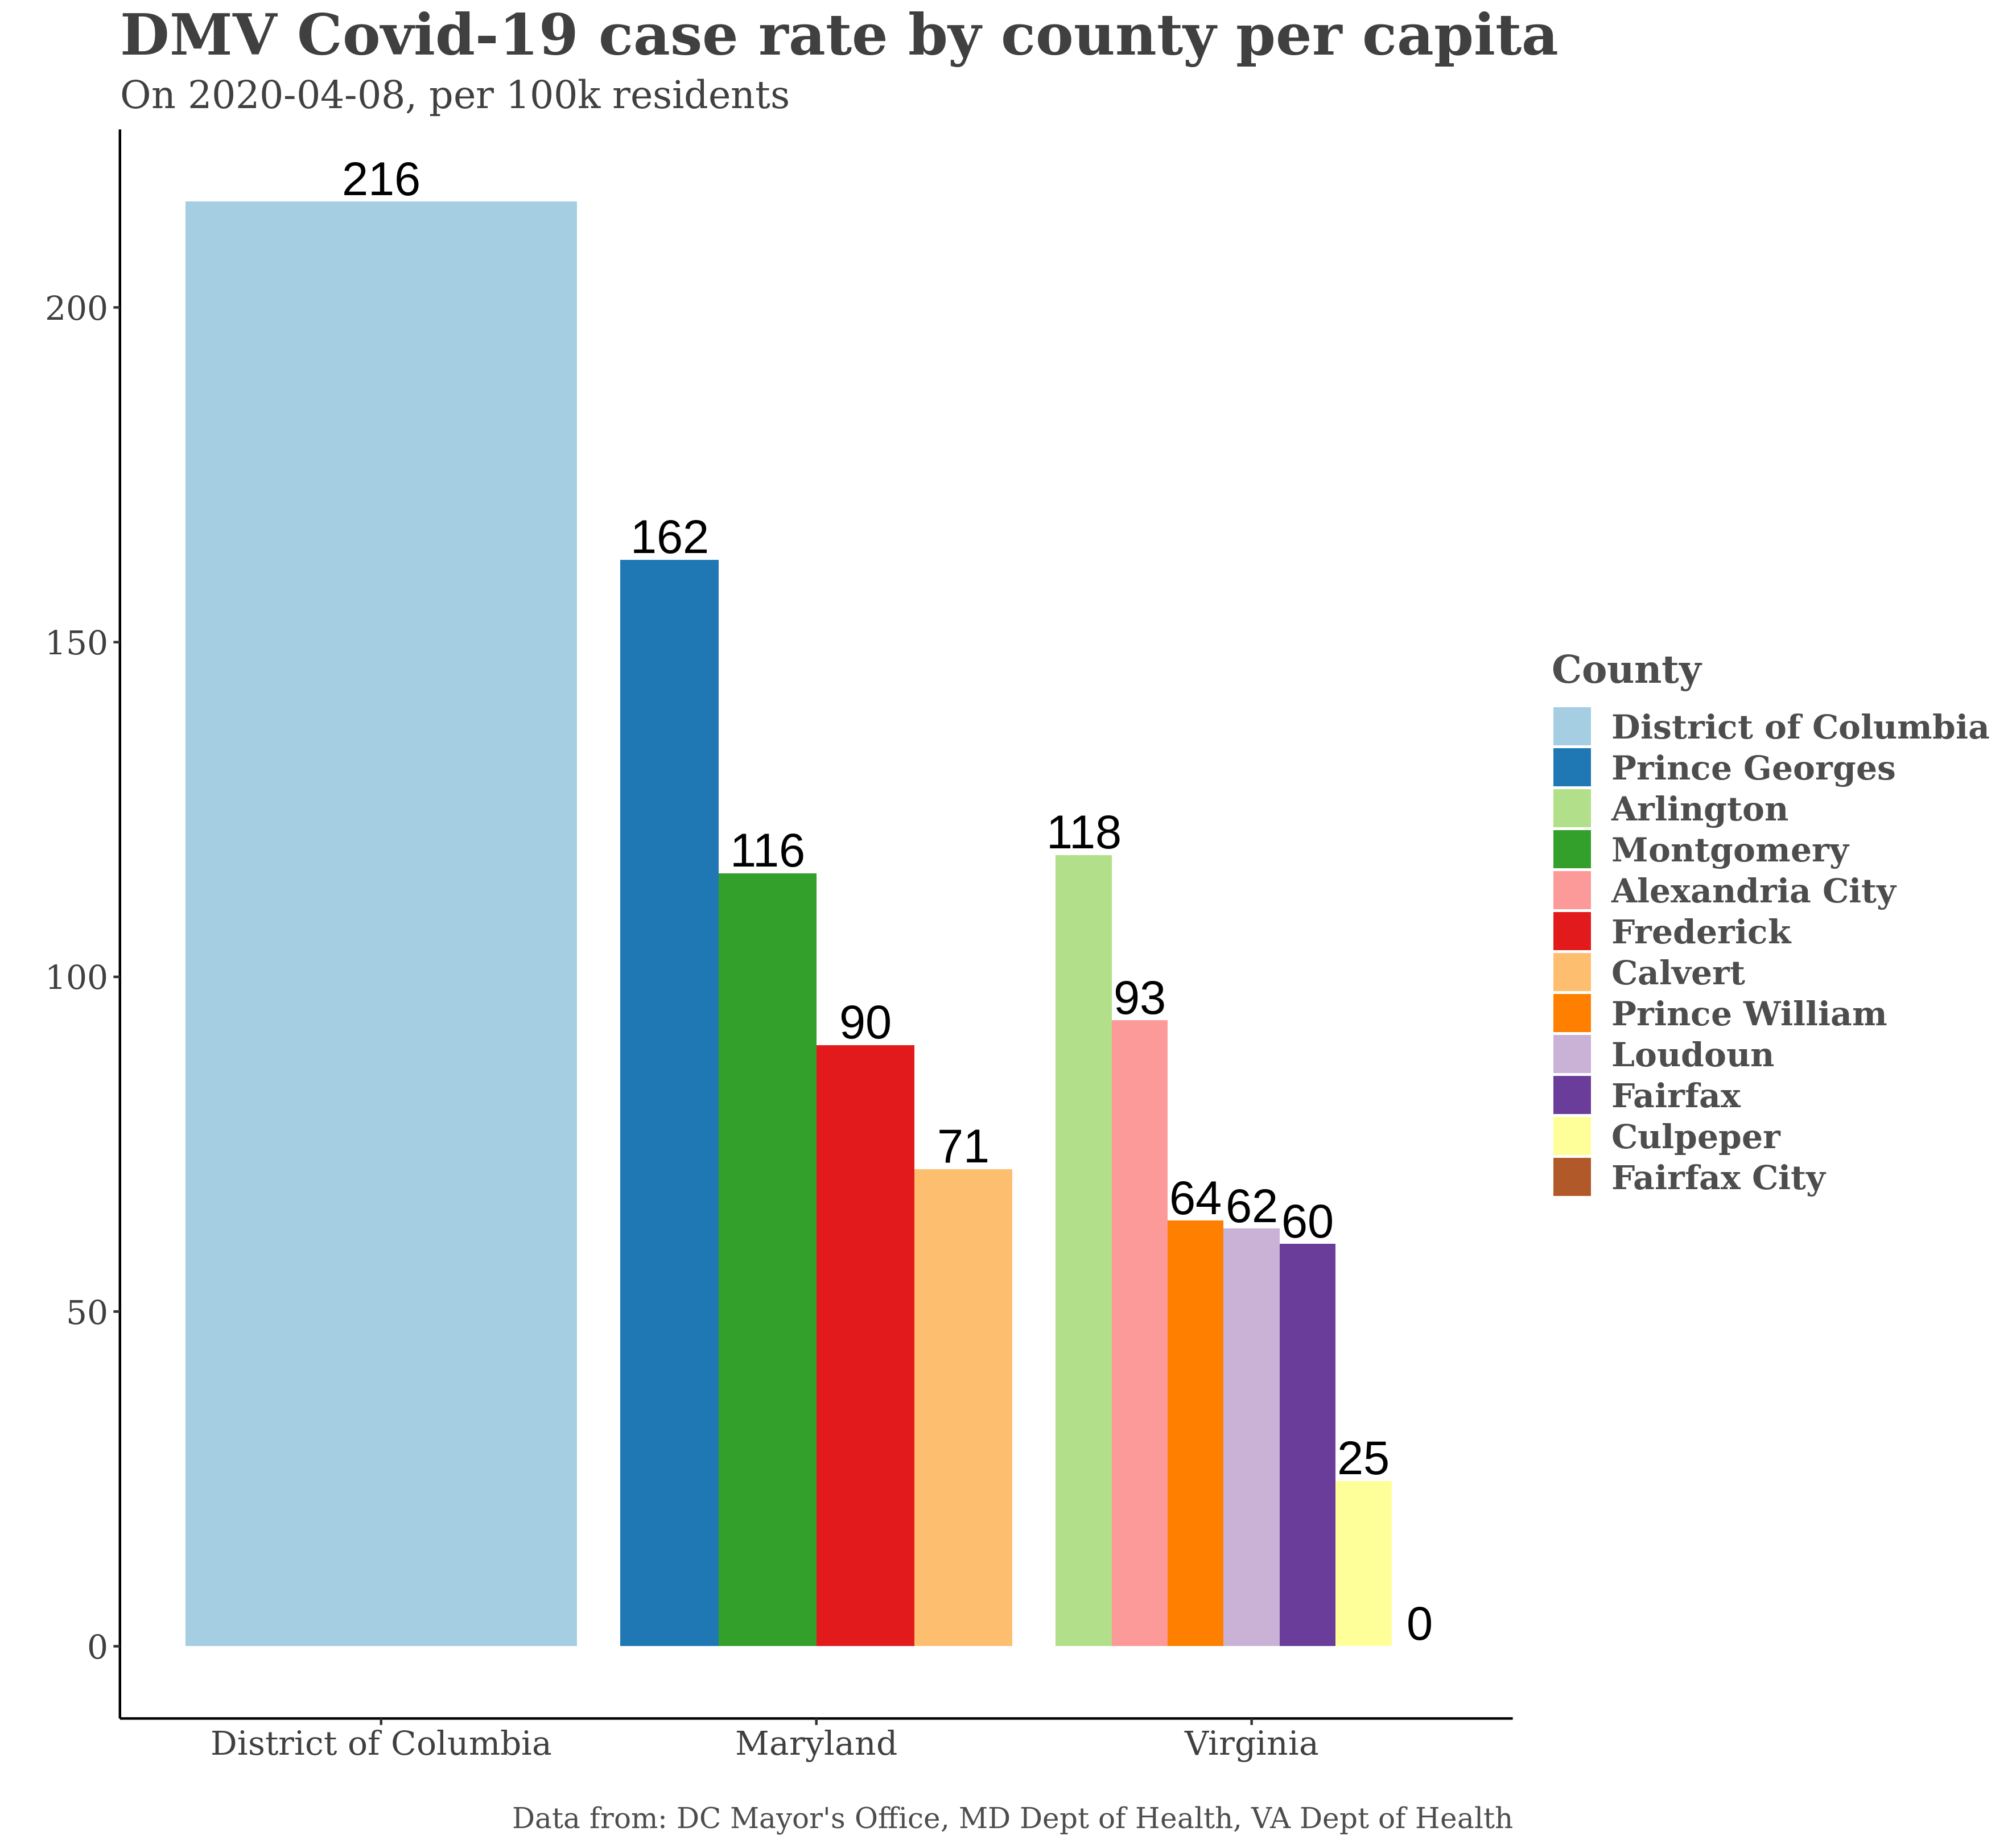 DMV Covid-19 case rate by county per capita
On 2020-04-08, per 100k residents
216
200
162
150
118
116
100
93
90
71
64
62
60
50
25
0
0
District of Columbia
Maryland
Virginia
County
District of Columbia
Prince Georges
Arlington
Montgomery
Alexandria City
Frederick
Calvert
Prince William
Loudoun
Fairfax
Culpeper
Fairfax City
Data from: DC Mayor's Office, MD Dept of Health, VA Dept of Health